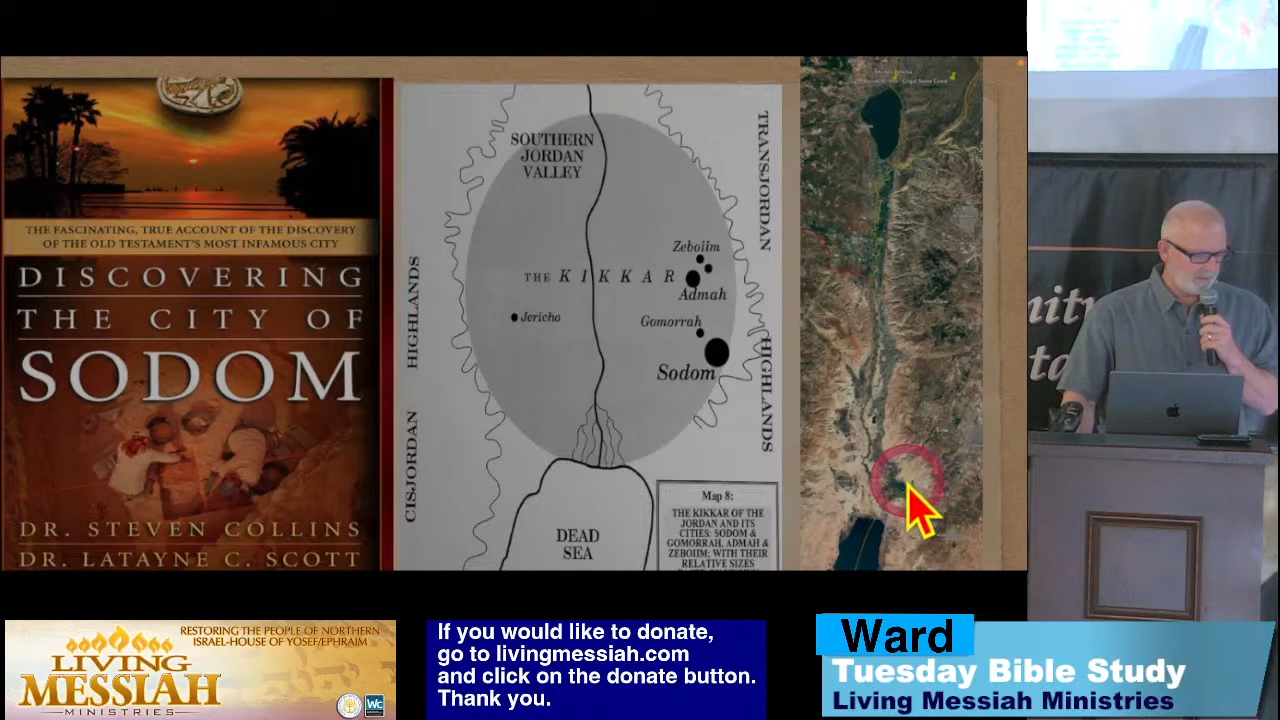 THE FASCINATING, TRUE ACCOUNT OF THE DISCOVERY
OF THE OLD TESTAMENT'S MOST INFAMOUS CITY
DISCOVERING
THE CITY OF
SODOM
DR. STEVEN COLLINS
DR. LATAYNE C. SCOTT
SOUTHERN
JORDAN
VALLEY
TRANSJORDAN
HIGHLANDS
CISJORDAN
HIGHLANDS
THE KIKKAR
Zeboiim
Admah
Jericho
Gomorrah
Sodom
DEAD
SEA
Map 8:
THE KIKKAR OF THE
JORDAN AND ITS
CITIES: SODOM &
GOMORRAH, ADMAH &
ZEBOIIM; WITH THEIR
RELATIVE SIZES
RESTORING THE PEOPLE OF NORTHERN
ISRAEL-HOUSE OF YOSEF/EPHRAIM
LIVING
MESSIAH
MINISTRIES
Wc
If you would like to donate,
go to livingmessiah.com
and click on the donate button.
Thank you.
Ward
Tuesday Bible Study
Living Messiah Ministries